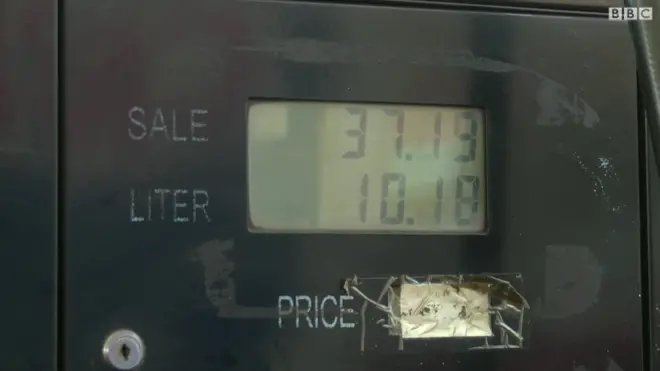 BBC
SALE 37.13
LITER 10.18
PRICE